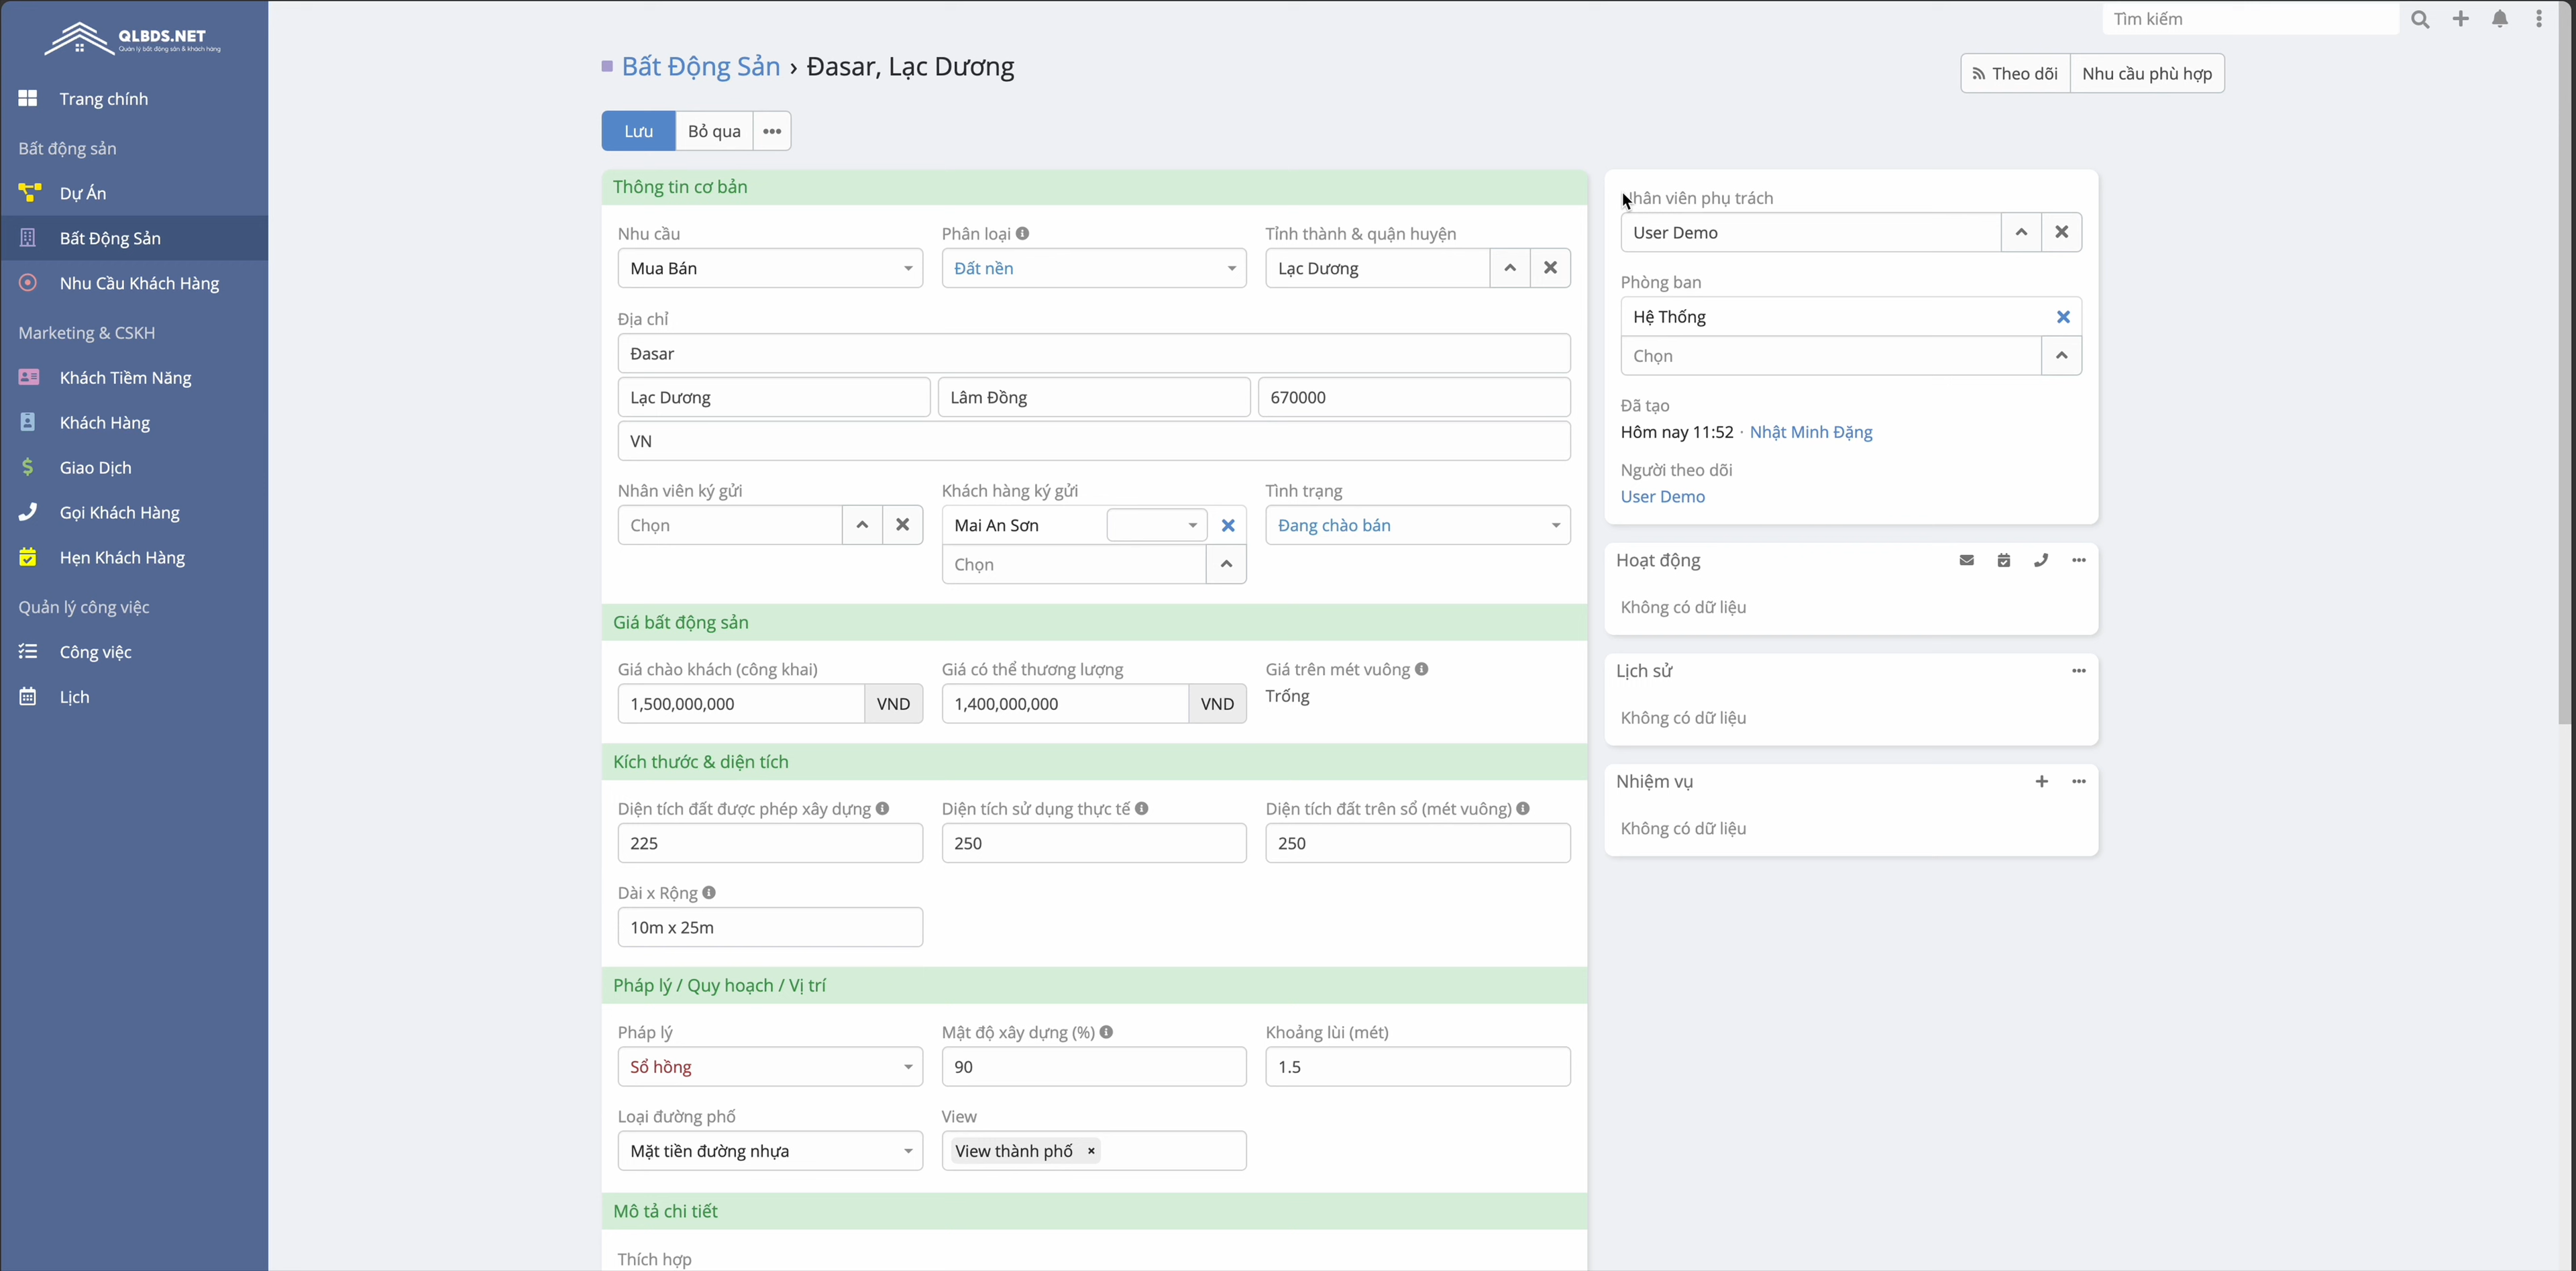 QLBDS.NET
Quản lý bất động sản & khách hàng
Tìm kiếm
Trang chính
Bất động sản
Dự Án
Bất Động Sản
Nhu Cầu Khách Hàng
Marketing & CSKH
Khách Tiềm Năng
Khách Hàng
Giao Dịch
Gọi Khách Hàng
Hẹn Khách Hàng
Quản lý công việc
Công việc
Lịch
Bất Động Sản › Đasar, Lạc Dương
Theo dõi Nhu cầu phù hợp
Lưu Bỏ qua
Thông tin cơ bản
Nhu cầu Phân loại Tỉnh thành & quận huyện
Mua Bán Đất nền Lạc Dương
Địa chỉ
Đasar
Lạc Dương Lâm Đồng 670000
VN
Nhân viên ký gửi Khách hàng ký gửi Tình trạng
Chọn Mai An Sơn Đang chào bán
Chọn
Giá bất động sản
Giá chào khách (công khai) Giá có thể thương lượng Giá trên mét vuông
1,500,000,000 VND 1,400,000,000 VND Trống
Kích thước & diện tích
Diện tích đất được phép xây dựng Diện tích sử dụng thực tế Diện tích đất trên sổ (mét vuông)
225 250 250
Dài x Rộng
10m x 25m
Pháp lý / Quy hoạch / Vị trí
Pháp lý Mật độ xây dựng (%) Khoảng lùi (mét)
Sổ hồng 90 1.5
Loại đường phố View
Mặt tiền đường nhựa View thành phố ×
Mô tả chi tiết
Thích hợp
Nhân viên phụ trách
User Demo
Phòng ban
Hệ Thống
Chọn
Đã tạo
Hôm nay 11:52 · Nhật Minh Đặng
Người theo dõi
User Demo
Hoạt động
Không có dữ liệu
Lịch sử
Không có dữ liệu
Nhiệm vụ
Không có dữ liệu